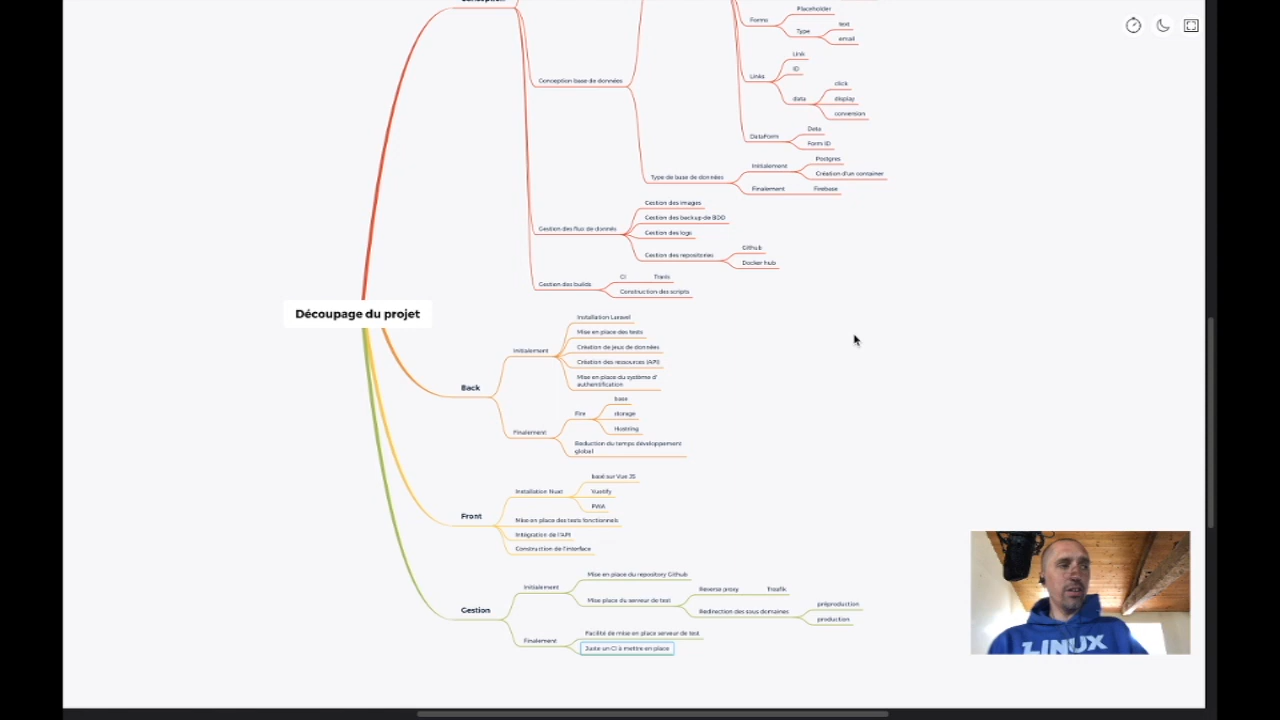 Placeholder
Forms
text
Type
email
Link
ID
Links
click
data
display
conversion
Conception base de données
Data
DataForm
Form ID
Postgres
Initialement
Création d'un container
Type de base de données
Finalement
Firebase
Gestion des images
Gestion des backup de BDD
Gestion des flux de donnés
Gestion des logs
Github
Gestion des repositories
Docker hub
CI
Travis
Gestion des builds
Construction des scripts
Découpage du projet
Installation Laravel
Mise en place des tests
Initialement
Création de jeux de données
Création des ressources (API)
Mise en place du système d'
authentification
Back
base
Fire
storage
Hostring
Finalement
Reduction du temps développement
global
basé sur Vue JS
Installation Nuxt
Vuetify
PWA
Front
Mise en place des tests fonctionnels
Intégration de l'API
Construction de l'interface
Mise en place du repository Github
Initialement
Reverse proxy
Traefik
Mise place du serveur de test
préproduction
Redirection des sous domaines
production
Gestion
Facilité de mise en place serveur de test
Finalement
Juste un CI à mettre en place
LINUX